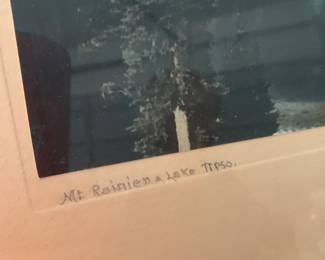 Mt Rainier & Lake Tipso.